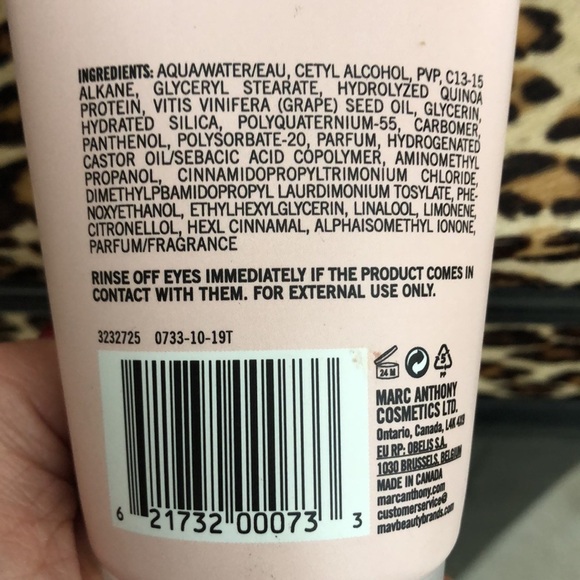 INGREDIENTS: AQUA/WATER/EAU, CETYL ALCOHOL, PVP, C13-15
ALKANE, GLYCERYL STEARATE, HYDROLYZED QUINOA
PROTEIN, VITIS VINIFERA (GRAPE) SEED OIL, GLYCERIN,
HYDRATED SILICA, POLYQUATERNIUM-55, CARBOMER,
PANTHENOL, POLYSORBATE-20, PARFUM, HYDROGENATED
CASTOR OIL/SEBACIC ACID COPOLYMER, AMINOMETHYL
PROPANOL, CINNAMIDOPROPYLTRIMONIUM CHLORIDE,
DIMETHYLPBAMIDOPROPYL LAURDIMONIUM TOSYLATE, PHE-
NOXYETHANOL, ETHYLHEXYLGLYCERIN, LINALOOL, LIMONENE,
CITRONELLOL, HEXL CINNAMAL, ALPHAISOMETHYL IONONE,
PARFUM/FRAGRANCE
RINSE OFF EYES IMMEDIATELY IF THE PRODUCT COMES IN
CONTACT WITH THEM. FOR EXTERNAL USE ONLY.
3232725 0733-10-19T
24 M
5
PP
MARC ANTHONY
COSMETICS LTD.
Ontario, Canada, L4K 4X9
EU RP: OBELIS S.A.
1030 BRUSSELS, BELGIUM
MADE IN CANADA
marcanthony.com
customerservice@
mavbeautybrands.com
6 21732 00073 3